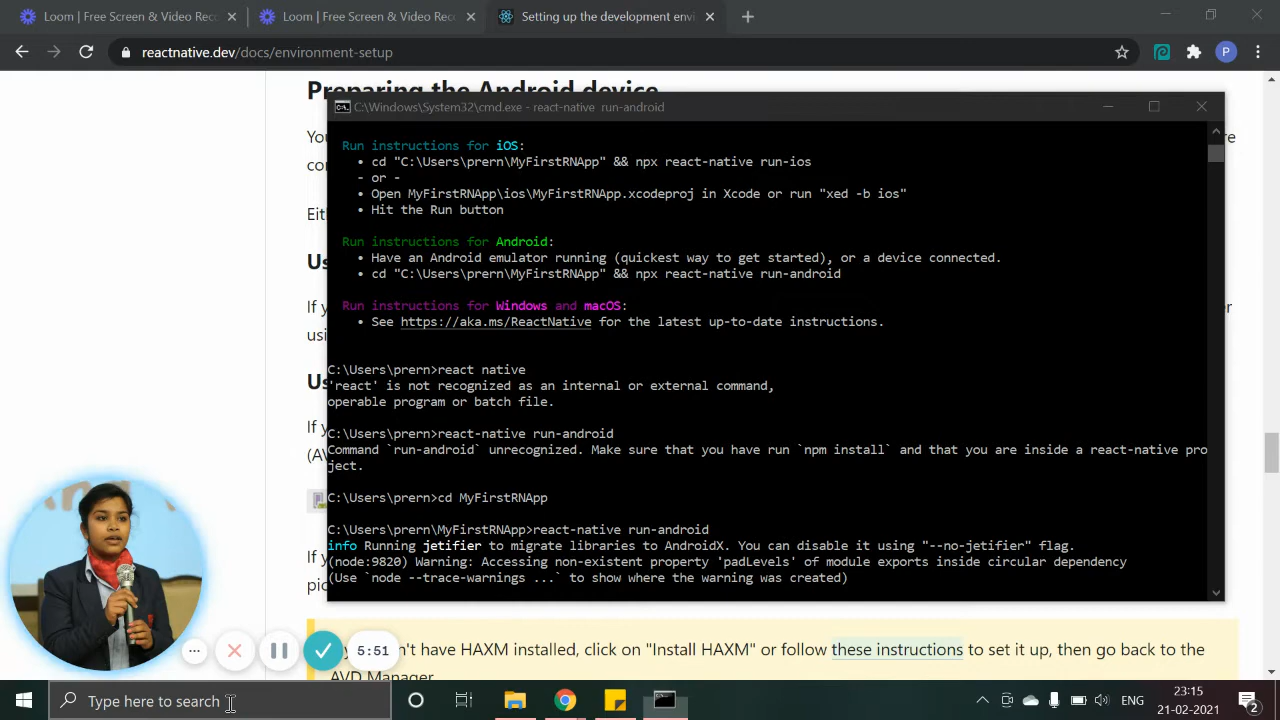 Loom | Free Screen & Video Rec
Loom | Free Screen & Video Rec
Setting up the development envi
reactnative.dev/docs/environment-setup
P
Preparing the Android device
You
re
con
C:\Windows\System32\cmd.exe - react-native  run-android
Run instructions for iOS:
• cd "C:\Users\prern\MyFirstRNApp" && npx react-native run-ios
- or -
• Open MyFirstRNApp\ios\MyFirstRNApp.xcodeproj in Xcode or run "xed -b ios"
• Hit the Run button
Run instructions for Android:
• Have an Android emulator running (quickest way to get started), or a device connected.
• cd "C:\Users\prern\MyFirstRNApp" && npx react-native run-android
Run instructions for Windows and macOS:
• See https://aka.ms/ReactNative for the latest up-to-date instructions.
C:\Users\prern>react native
'react' is not recognized as an internal or external command,
operable program or batch file.
C:\Users\prern>react-native run-android
Command `run-android` unrecognized. Make sure that you have run `npm install` and that you are inside a react-native pro
ject.
C:\Users\prern>cd MyFirstRNApp
C:\Users\prern\MyFirstRNApp>react-native run-android
info Running jetifier to migrate libraries to AndroidX. You can disable it using "--no-jetifier" flag.
(node:9820) Warning: Accessing non-existent property 'padLevels' of module exports inside circular dependency
(Use `node --trace-warnings ...` to show where the warning was created)
5:51
n't have HAXM installed, click on "Install HAXM" or follow these instructions to set it up, then go back to the
AVD Manager.
Type here to search
ENG
23:15
21-02-2021
2